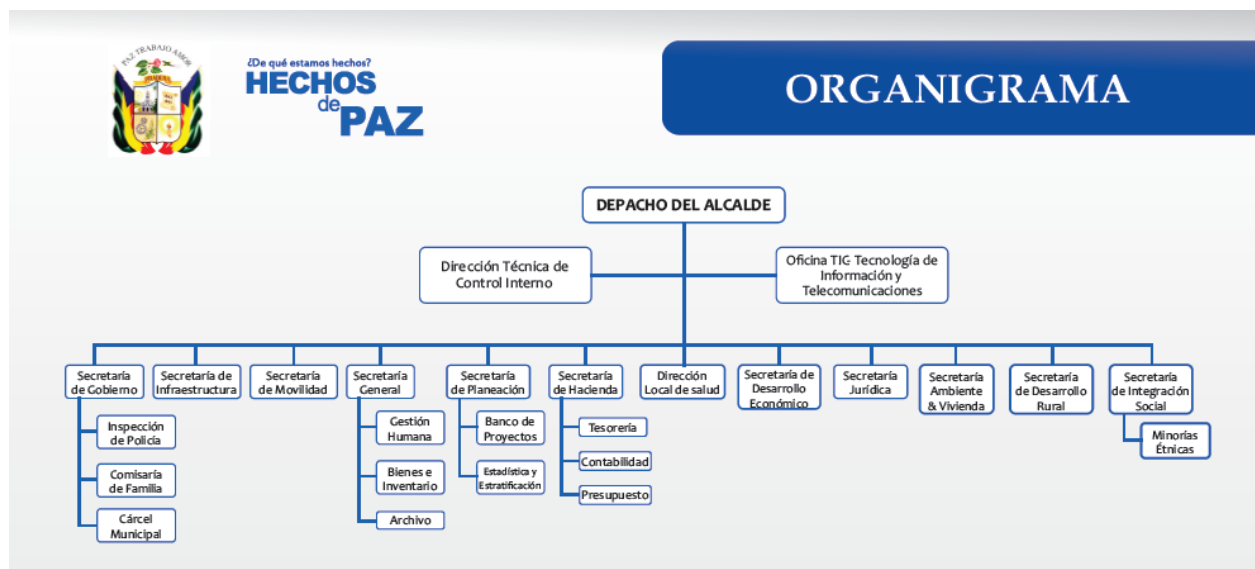 PAZ TRABAJO AMOR
¿De qué estamos hechos?
HECHOS
de
PAZ
ORGANIGRAMA
DEPACHO DEL ALCALDE
Dirección Técnica de
Control Interno
Oficina TIC Tecnología de
Información y
Telecomunicaciones
Secretaría
de Gobierno
Secretaría de
Infraestructura
Secretaría
de Movilidad
Secretaría
General
Secretaría
de Planeación
Secretaría
de Hacienda
Dirección
Local de salud
Secretaría de
Desarrollo
Económico
Secretaría
Jurídica
Secretaría
Ambiente
& Vivienda
Secretaría
de Desarrollo
Rural
Secretaría
de Integración
Social
Inspección
de Policía
Comisaría
de Familia
Cárcel
Municipal
Gestión
Humana
Bienes e
Inventario
Archivo
Banco de
Proyectos
Estadística y
Estratificación
Tesorería
Contabilidad
Presupuesto
Minorías
Étnicas